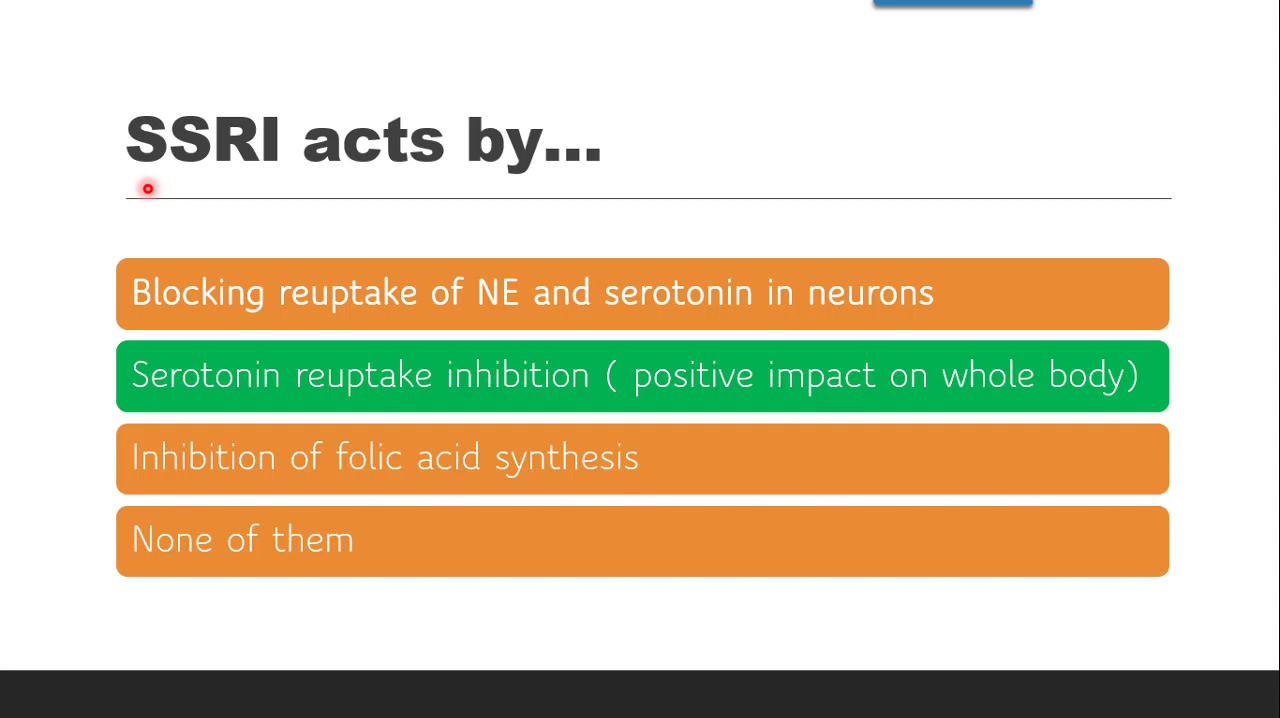 SSRI acts by...
Blocking reuptake of NE and serotonin in neurons
Serotonin reuptake inhibition ( positive impact on whole body)
Inhibition of folic acid synthesis
None of them